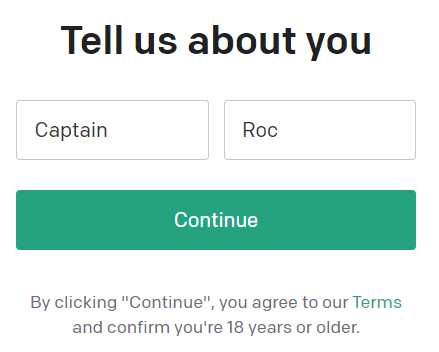 Tell us about you
Captain Roc
Continue
By clicking "Continue", you agree to our Terms
and confirm you're 18 years or older.